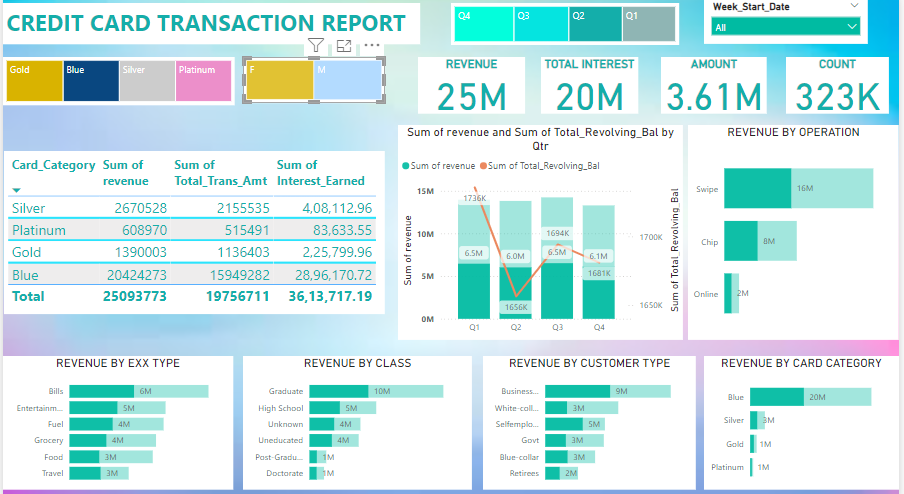 CREDIT CARD TRANSACTION REPORT
Q4 Q3 Q2 Q1
Week_Start_Date
All
Gold Blue Silver Platinum
F M
REVENUE
25M
TOTAL INTEREST
20M
AMOUNT
3.61M
COUNT
323K
Card_Category Sum of revenue Sum of Total_Trans_Amt Sum of Interest_Earned
Silver 2670528 2155535 4,08,112.96
Platinum 608970 515491 83,633.55
Gold 1390003 1136403 2,25,799.96
Blue 20424273 15949282 28,96,170.72
Total 25093773 19756711 36,13,717.19
Sum of revenue and Sum of Total_Revolving_Bal by
Qtr
Sum of revenue Sum of Total_Revolving_Bal
Sum of revenue
15M
10M
5M
0M
1736K
6.5M
6.0M
1656K
1694K
6.5M
6.1M
1681K
Q1 Q2 Q3 Q4
1700K
1650K
Sum of Total_Revolving_Bal
REVENUE BY OPERATION
Swipe 16M
Chip 8M
Online 2M
REVENUE BY EXX TYPE
Bills 6M
Entertainm... 5M
Fuel 4M
Grocery 4M
Food 3M
Travel 3M
REVENUE BY CLASS
Graduate 10M
High School 5M
Unknown 4M
Uneducated 4M
Post-Gradu... 1M
Doctorate 1M
REVENUE BY CUSTOMER TYPE
Business... 9M
White-coll... 3M
Selfemplo... 5M
Govt 3M
Blue-collar 3M
Retirees 2M
REVENUE BY CARD CATEGORY
Blue 20M
Silver 3M
Gold 1M
Platinum 1M